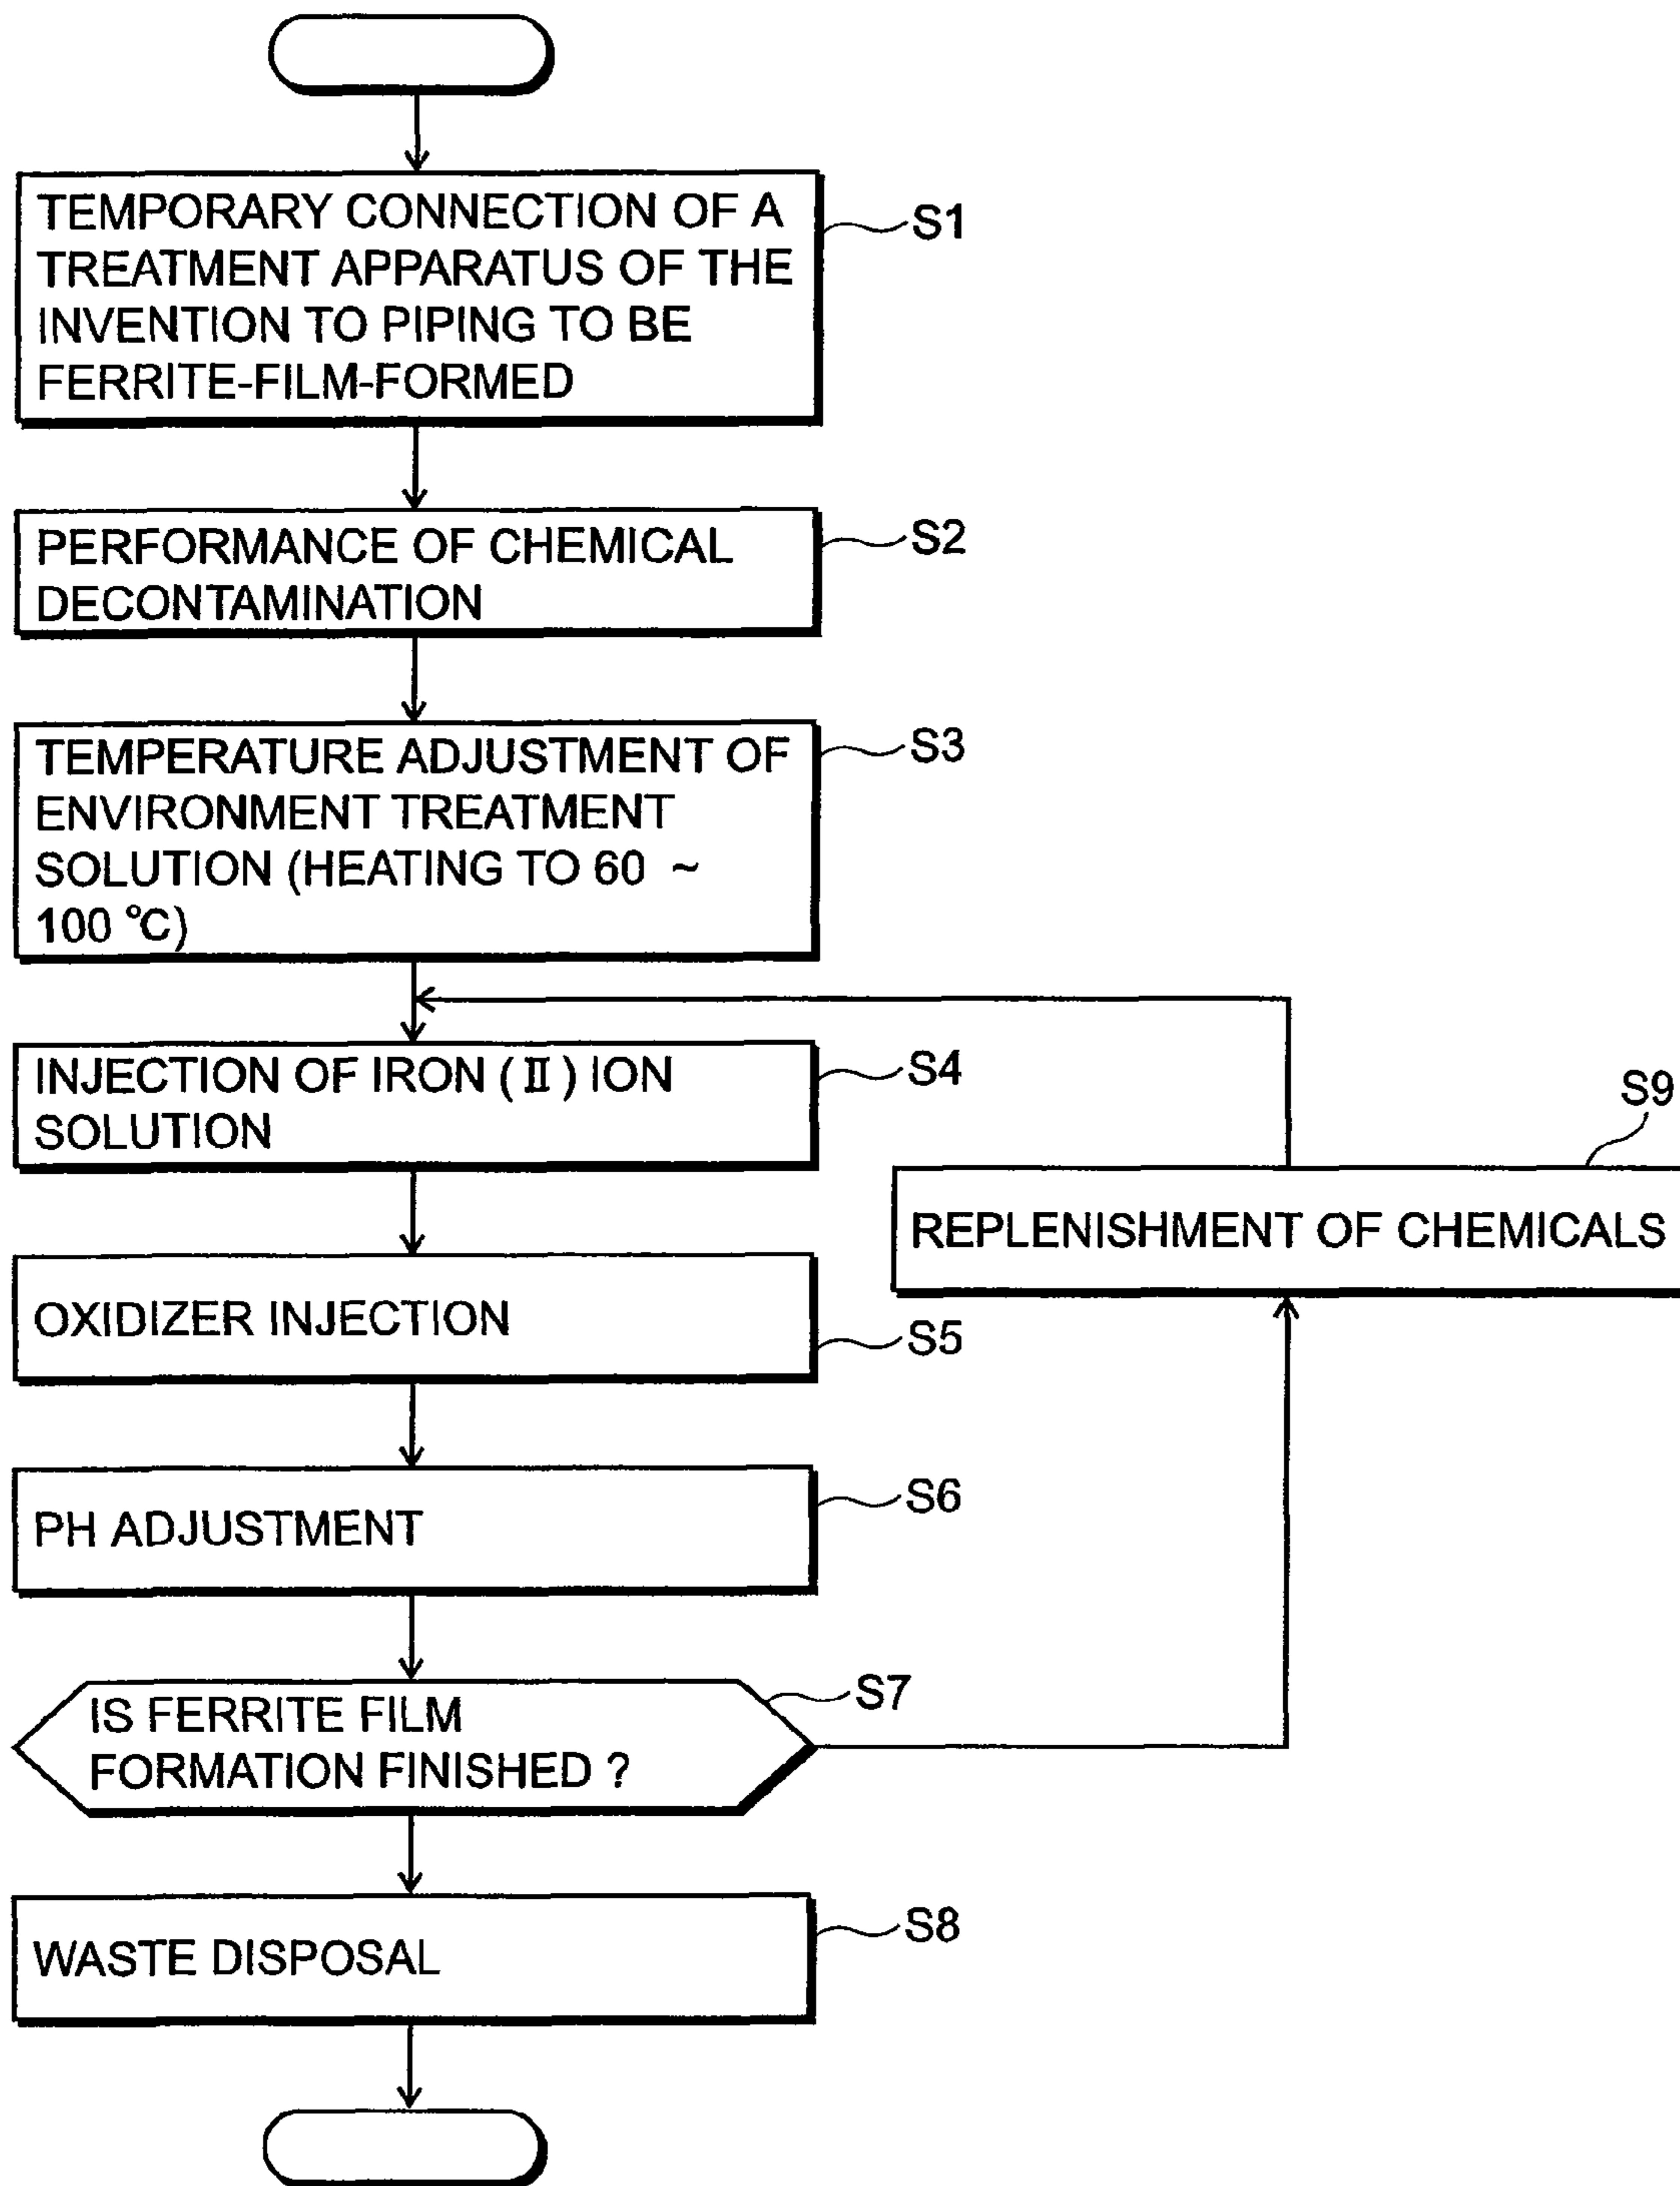 TEMPORARY CONNECTION OF A
TREATMENT APPARATUS OF THE
INVENTION TO PIPING TO BE
FERRITE-FILM-FORMED
S1
PERFORMANCE OF CHEMICAL
DECONTAMINATION
S2
TEMPERATURE ADJUSTMENT OF
ENVIRONMENT TREATMENT
SOLUTION (HEATING TO 60 ~
100 °C)
S3
INJECTION OF IRON (Ⅱ) ION
SOLUTION
S4
S9
REPLENISHMENT OF CHEMICALS
OXIDIZER INJECTION
S5
PH ADJUSTMENT
S6
IS FERRITE FILM
FORMATION FINISHED ?
S7
WASTE DISPOSAL
S8